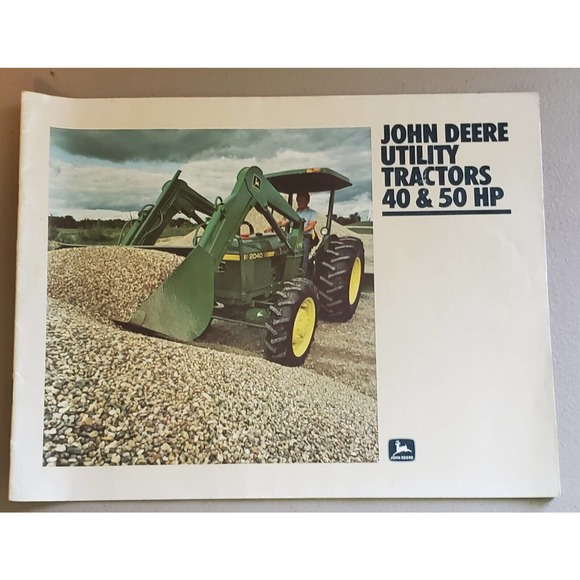 JOHN DEERE
UTILITY
TRACTORS
40 & 50 HP
2040
JOHN DEERE